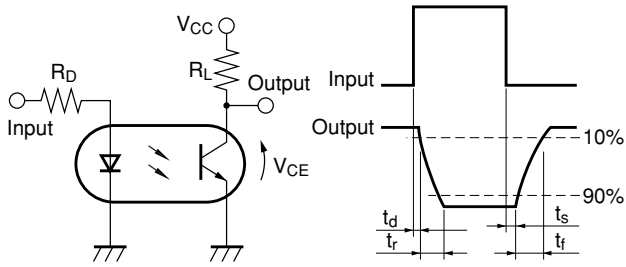 VCC
RL
RD
Output
Input
VCE
Input
Output
10%
90%
td
ts
tr
tf